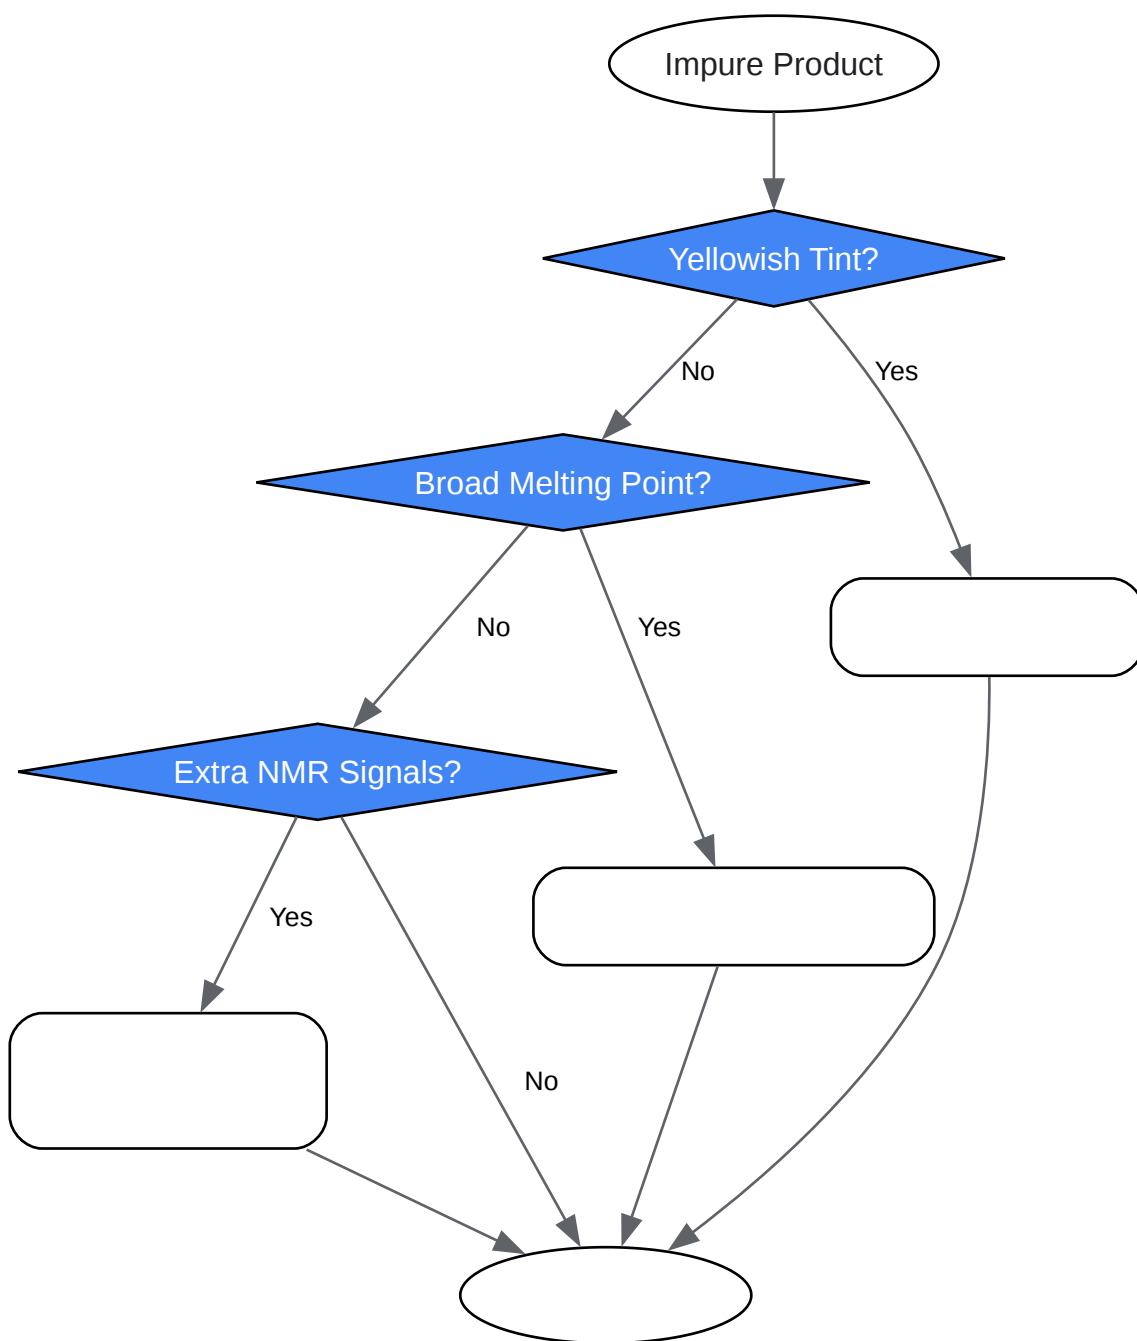 Impure Product
Yellowish Tint?
No
Yes
Broad Melting Point?
No
Yes
Extra NMR Signals?
Yes
No